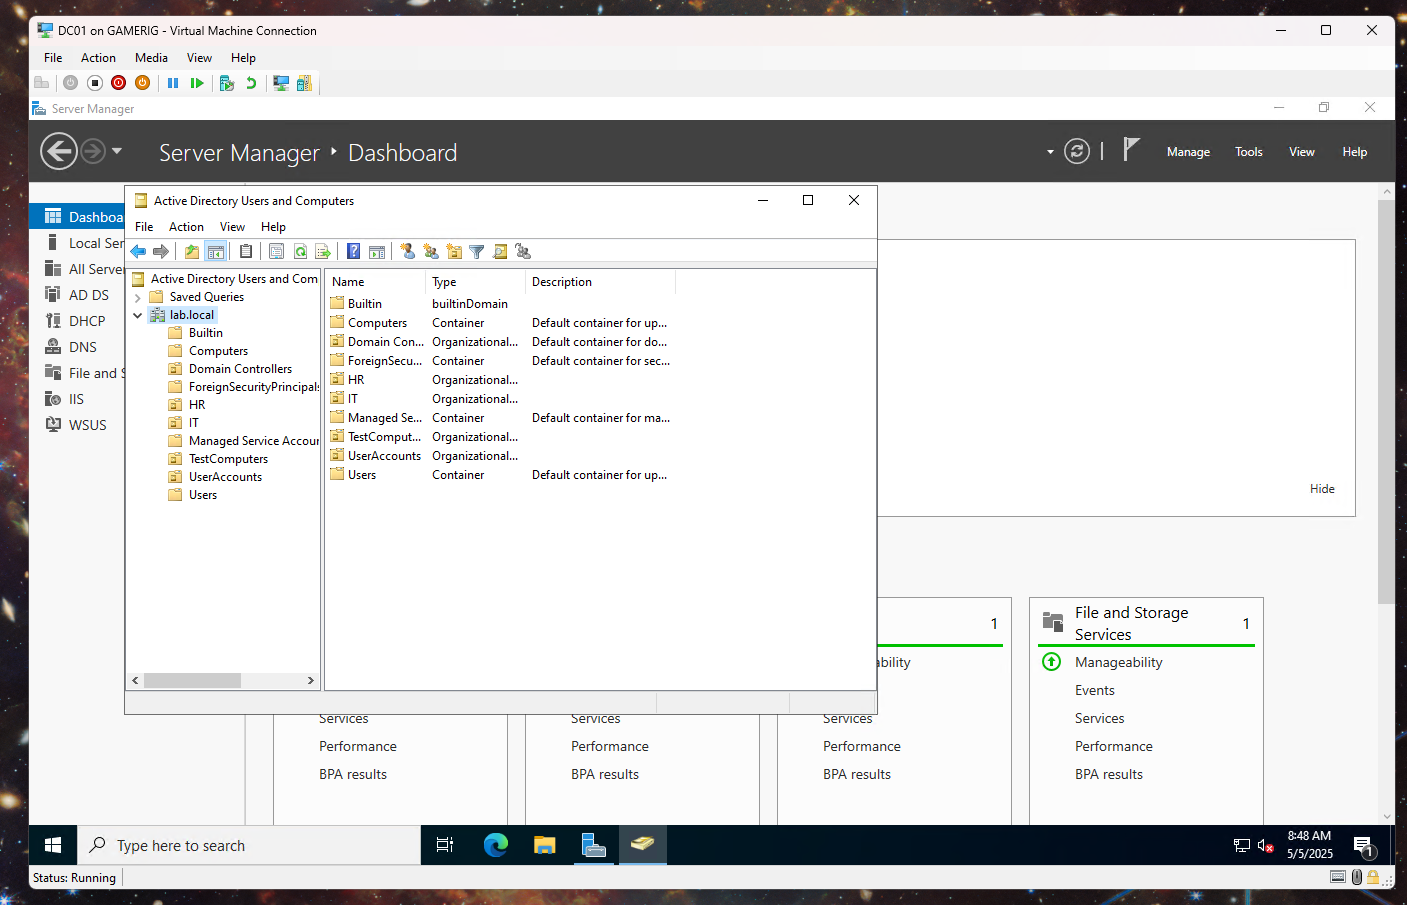 DC01 on GAMERIG - Virtual Machine Connection
File Action Media View Help
Server Manager
Server Manager Dashboard
Manage Tools View Help
Dashboa
Local Ser
All Server
AD DS
DHCP
DNS
File and S
IIS
WSUS
Active Directory Users and Computers
File Action View Help
Active Directory Users and Com
Saved Queries
lab.local
Builtin
Computers
Domain Controllers
ForeignSecurityPrincipals
HR
IT
Managed Service Accour
TestComputers
UserAccounts
Users
Name Type Description
Builtin builtinDomain
Computers Container Default container for up...
Domain Con... Organizational... Default container for do...
ForeignSecu... Container Default container for sec...
HR Organizational...
IT Organizational...
Managed Se... Container Default container for ma...
TestComput... Organizational...
UserAccounts Organizational...
Users Container Default container for up...
Hide
Services
Performance
BPA results
Services
Performance
BPA results
1
ability
Services
Performance
BPA results
File and Storage
Services
1
Manageability
Events
Services
Performance
BPA results
Type here to search
8:48 AM
5/5/2025
1
Status: Running